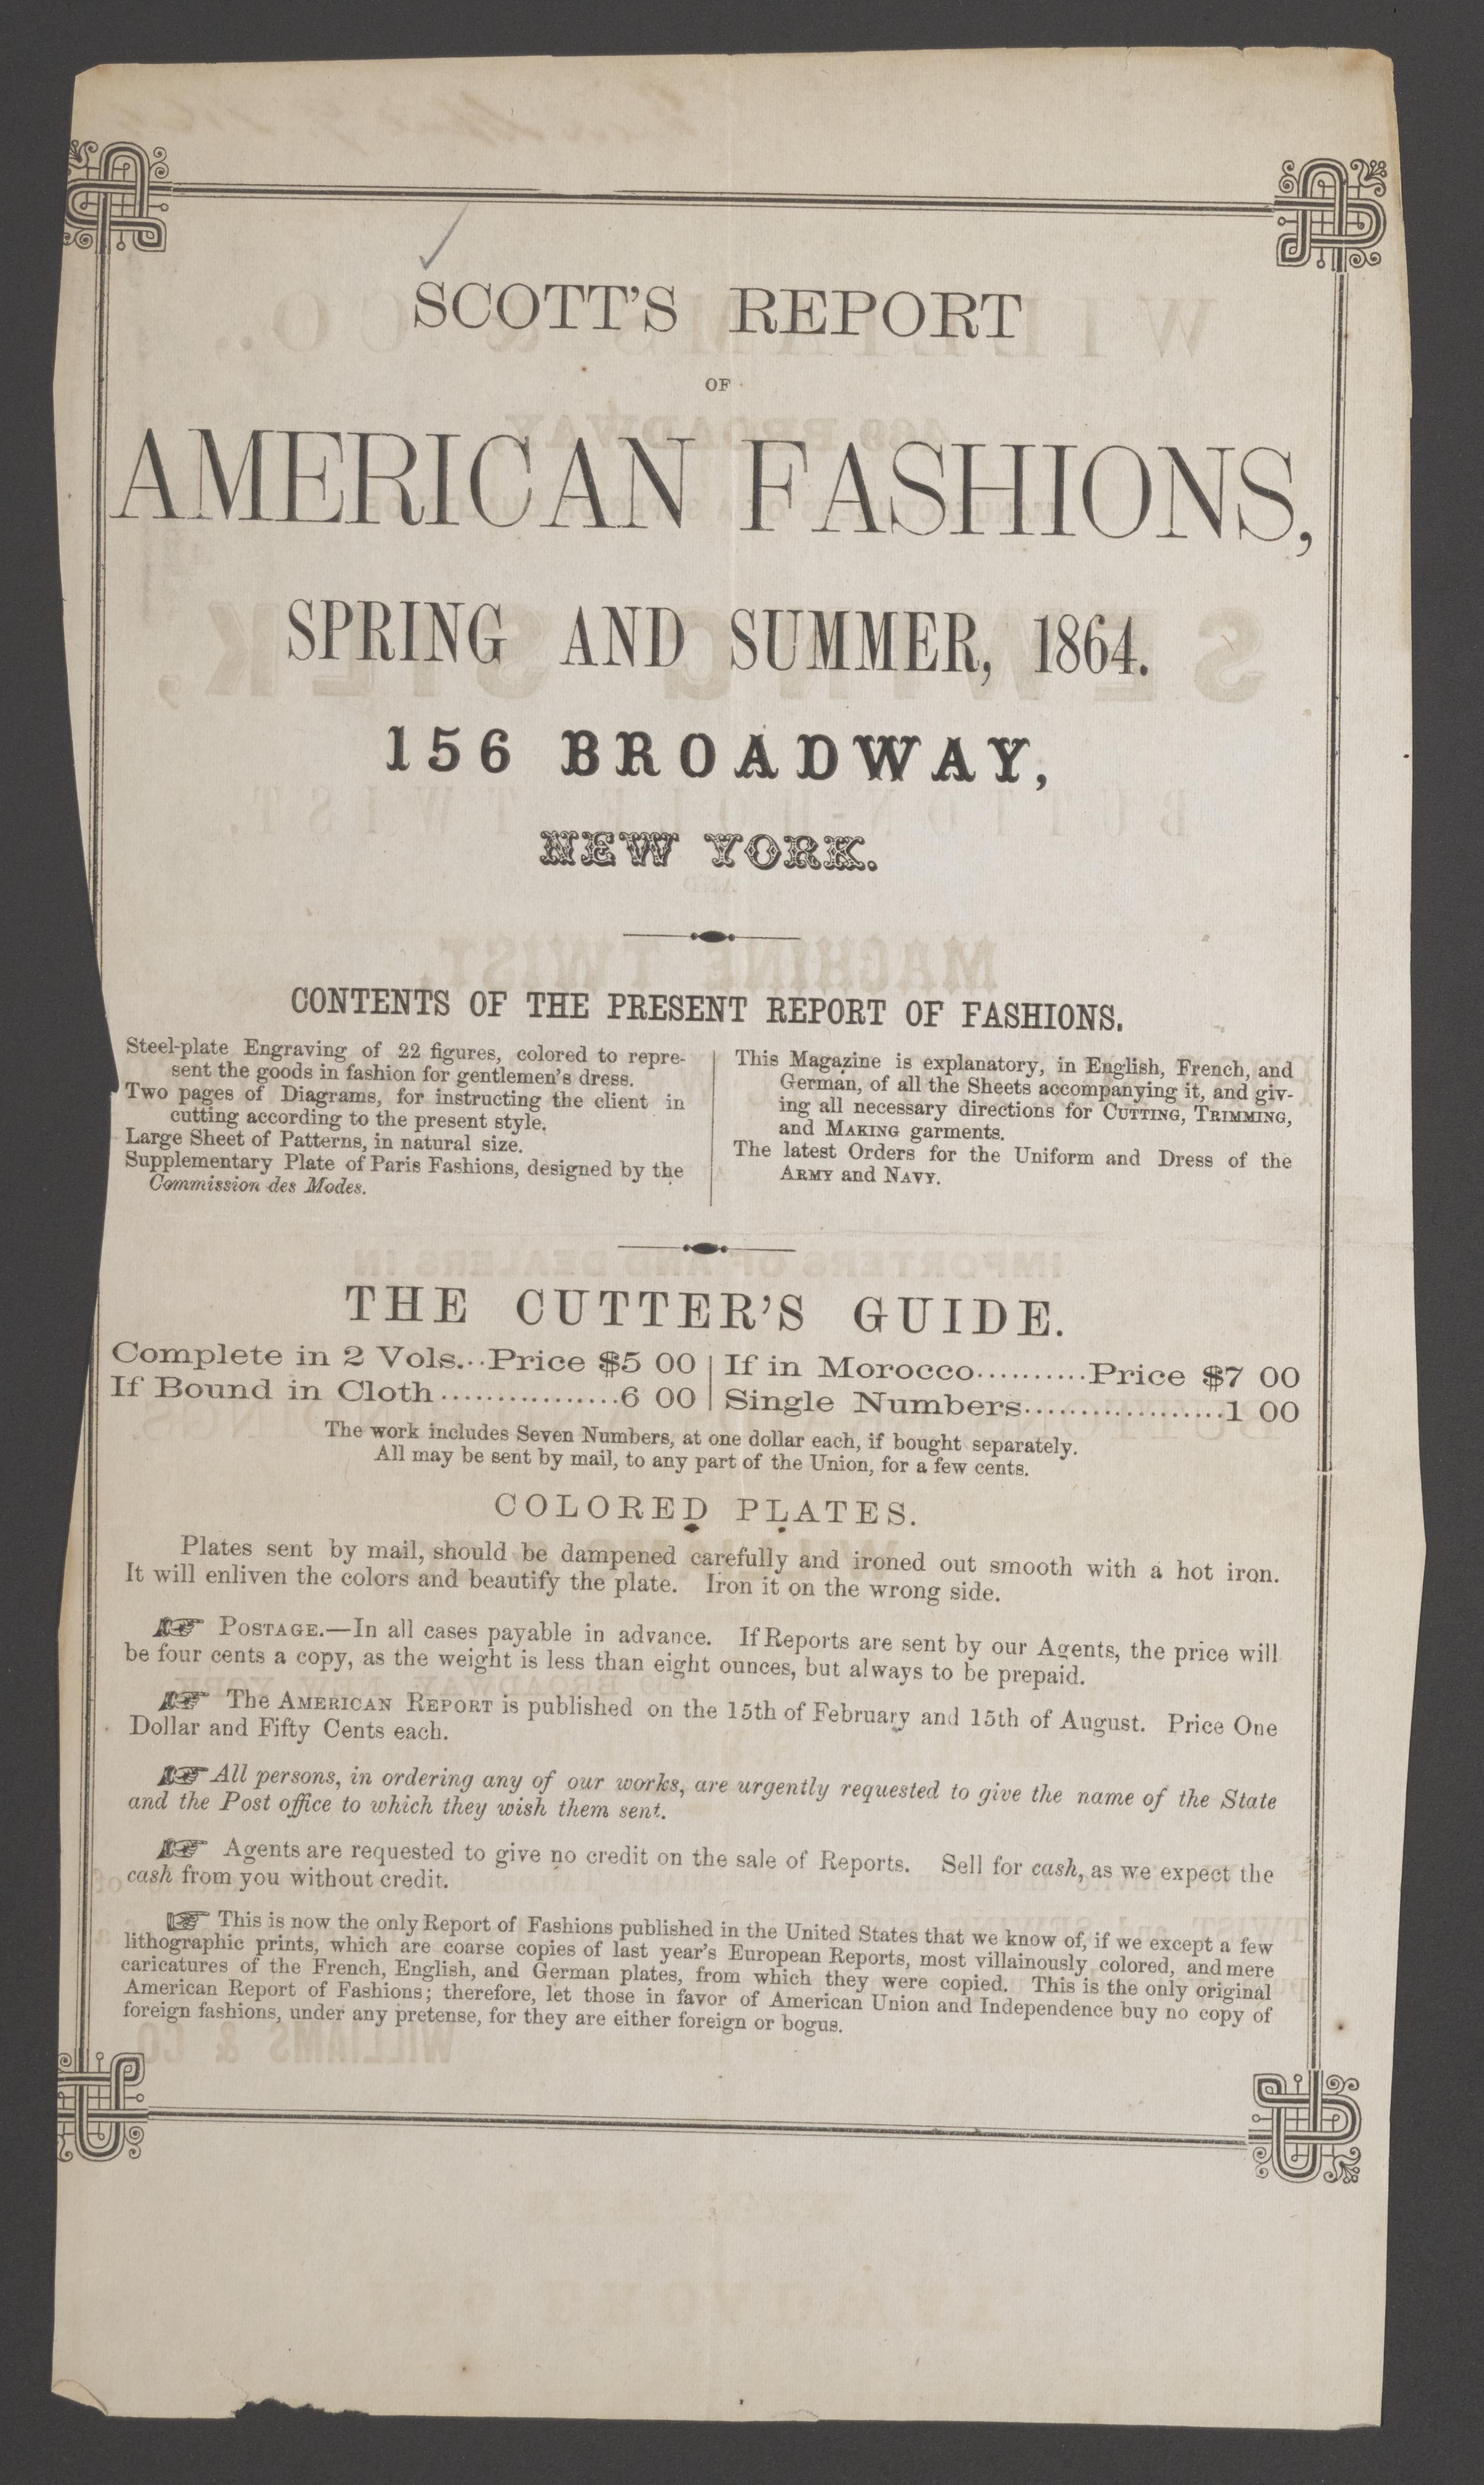 SCOTT'S REPORT
OF
AMERICAN FASHIONS,
SPRING AND SUMMER, 1864.
156 BROADWAY,
NEW YORK.
CONTENTS OF THE PRESENT REPORT OF FASHIONS.
Steel-plate Engraving of 22 figures, colored to repre-
sent the goods in fashion for gentlemen's dress.
Two pages of Diagrams, for instructing the client in
cutting according to the present style.
Large Sheet of Patterns, in natural size.
Supplementary Plate of Paris Fashions, designed by the
Commission des Modes.
This Magazine is explanatory, in English, French, and
German, of all the Sheets accompanying it, and giv-
ing all necessary directions for CUTTING, TRIMMING,
and MAKING garments.
The latest Orders for the Uniform and Dress of the
ARMY and NAVY.
THE CUTTER'S GUIDE.
Complete in 2 Vols...Price $5 00
If Bound in Cloth................6 00
If in Morocco..........Price $7 00
Single Numbers..................1 00
The work includes Seven Numbers, at one dollar each, if bought separately.
All may be sent by mail, to any part of the Union, for a few cents.
COLORED PLATES.
Plates sent by mail, should be dampened carefully and ironed out smooth with a hot iron.
It will enliven the colors and beautify the plate. Iron it on the wrong side.
☞ POSTAGE.—In all cases payable in advance. If Reports are sent by our Agents, the price will
be four cents a copy, as the weight is less than eight ounces, but always to be prepaid.
☞ The AMERICAN REPORT is published on the 15th of February and 15th of August. Price One
Dollar and Fifty Cents each.
☞ All persons, in ordering any of our works, are urgently requested to give the name of the State
and the Post office to which they wish them sent.
☞ Agents are requested to give no credit on the sale of Reports. Sell for cash, as we expect the
cash from you without credit.
☞ This is now the only Report of Fashions published in the United States that we know of, if we except a few
lithographic prints, which are coarse copies of last year's European Reports, most villainously colored, and mere
caricatures of the French, English, and German plates, from which they were copied. This is the only original
American Report of Fashions; therefore, let those in favor of American Union and Independence buy no copy of
foreign fashions, under any pretense, for they are either foreign or bogus.